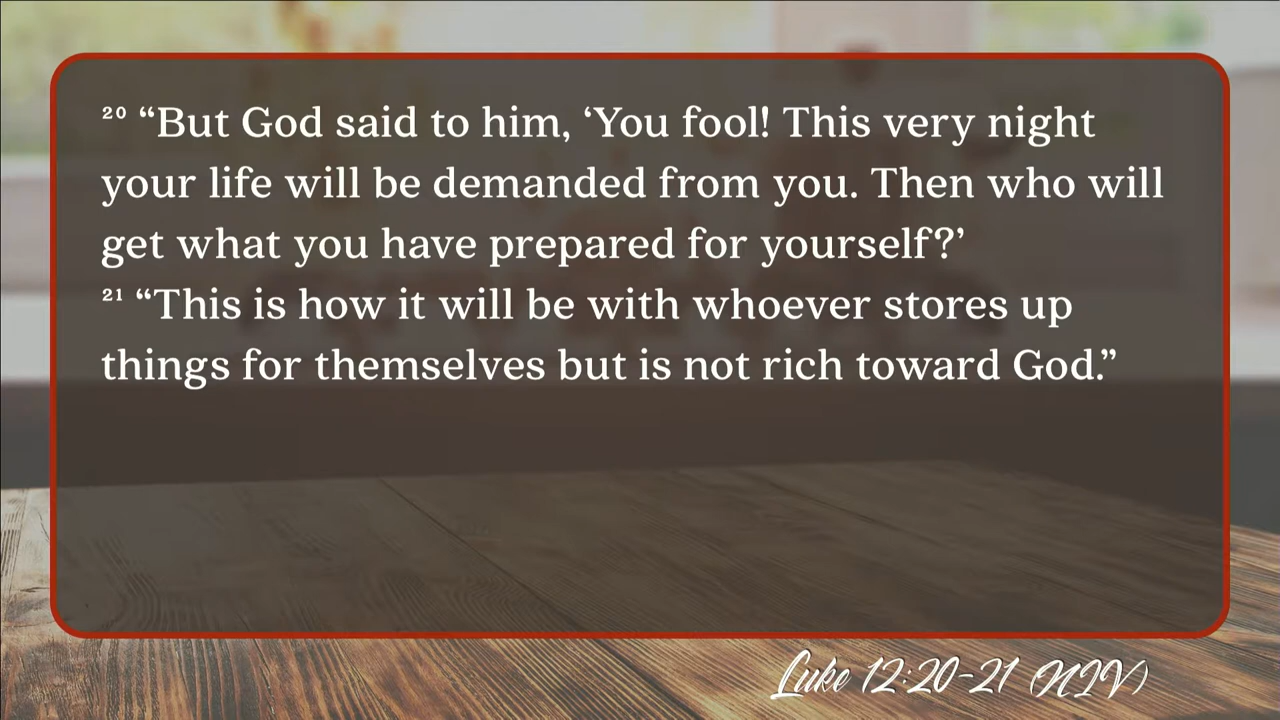 ²⁰ “But God said to him, ‘You fool! This very night
your life will be demanded from you. Then who will
get what you have prepared for yourself?’
²¹ “This is how it will be with whoever stores up
things for themselves but is not rich toward God.”
Luke 12:20-21 (NIV)